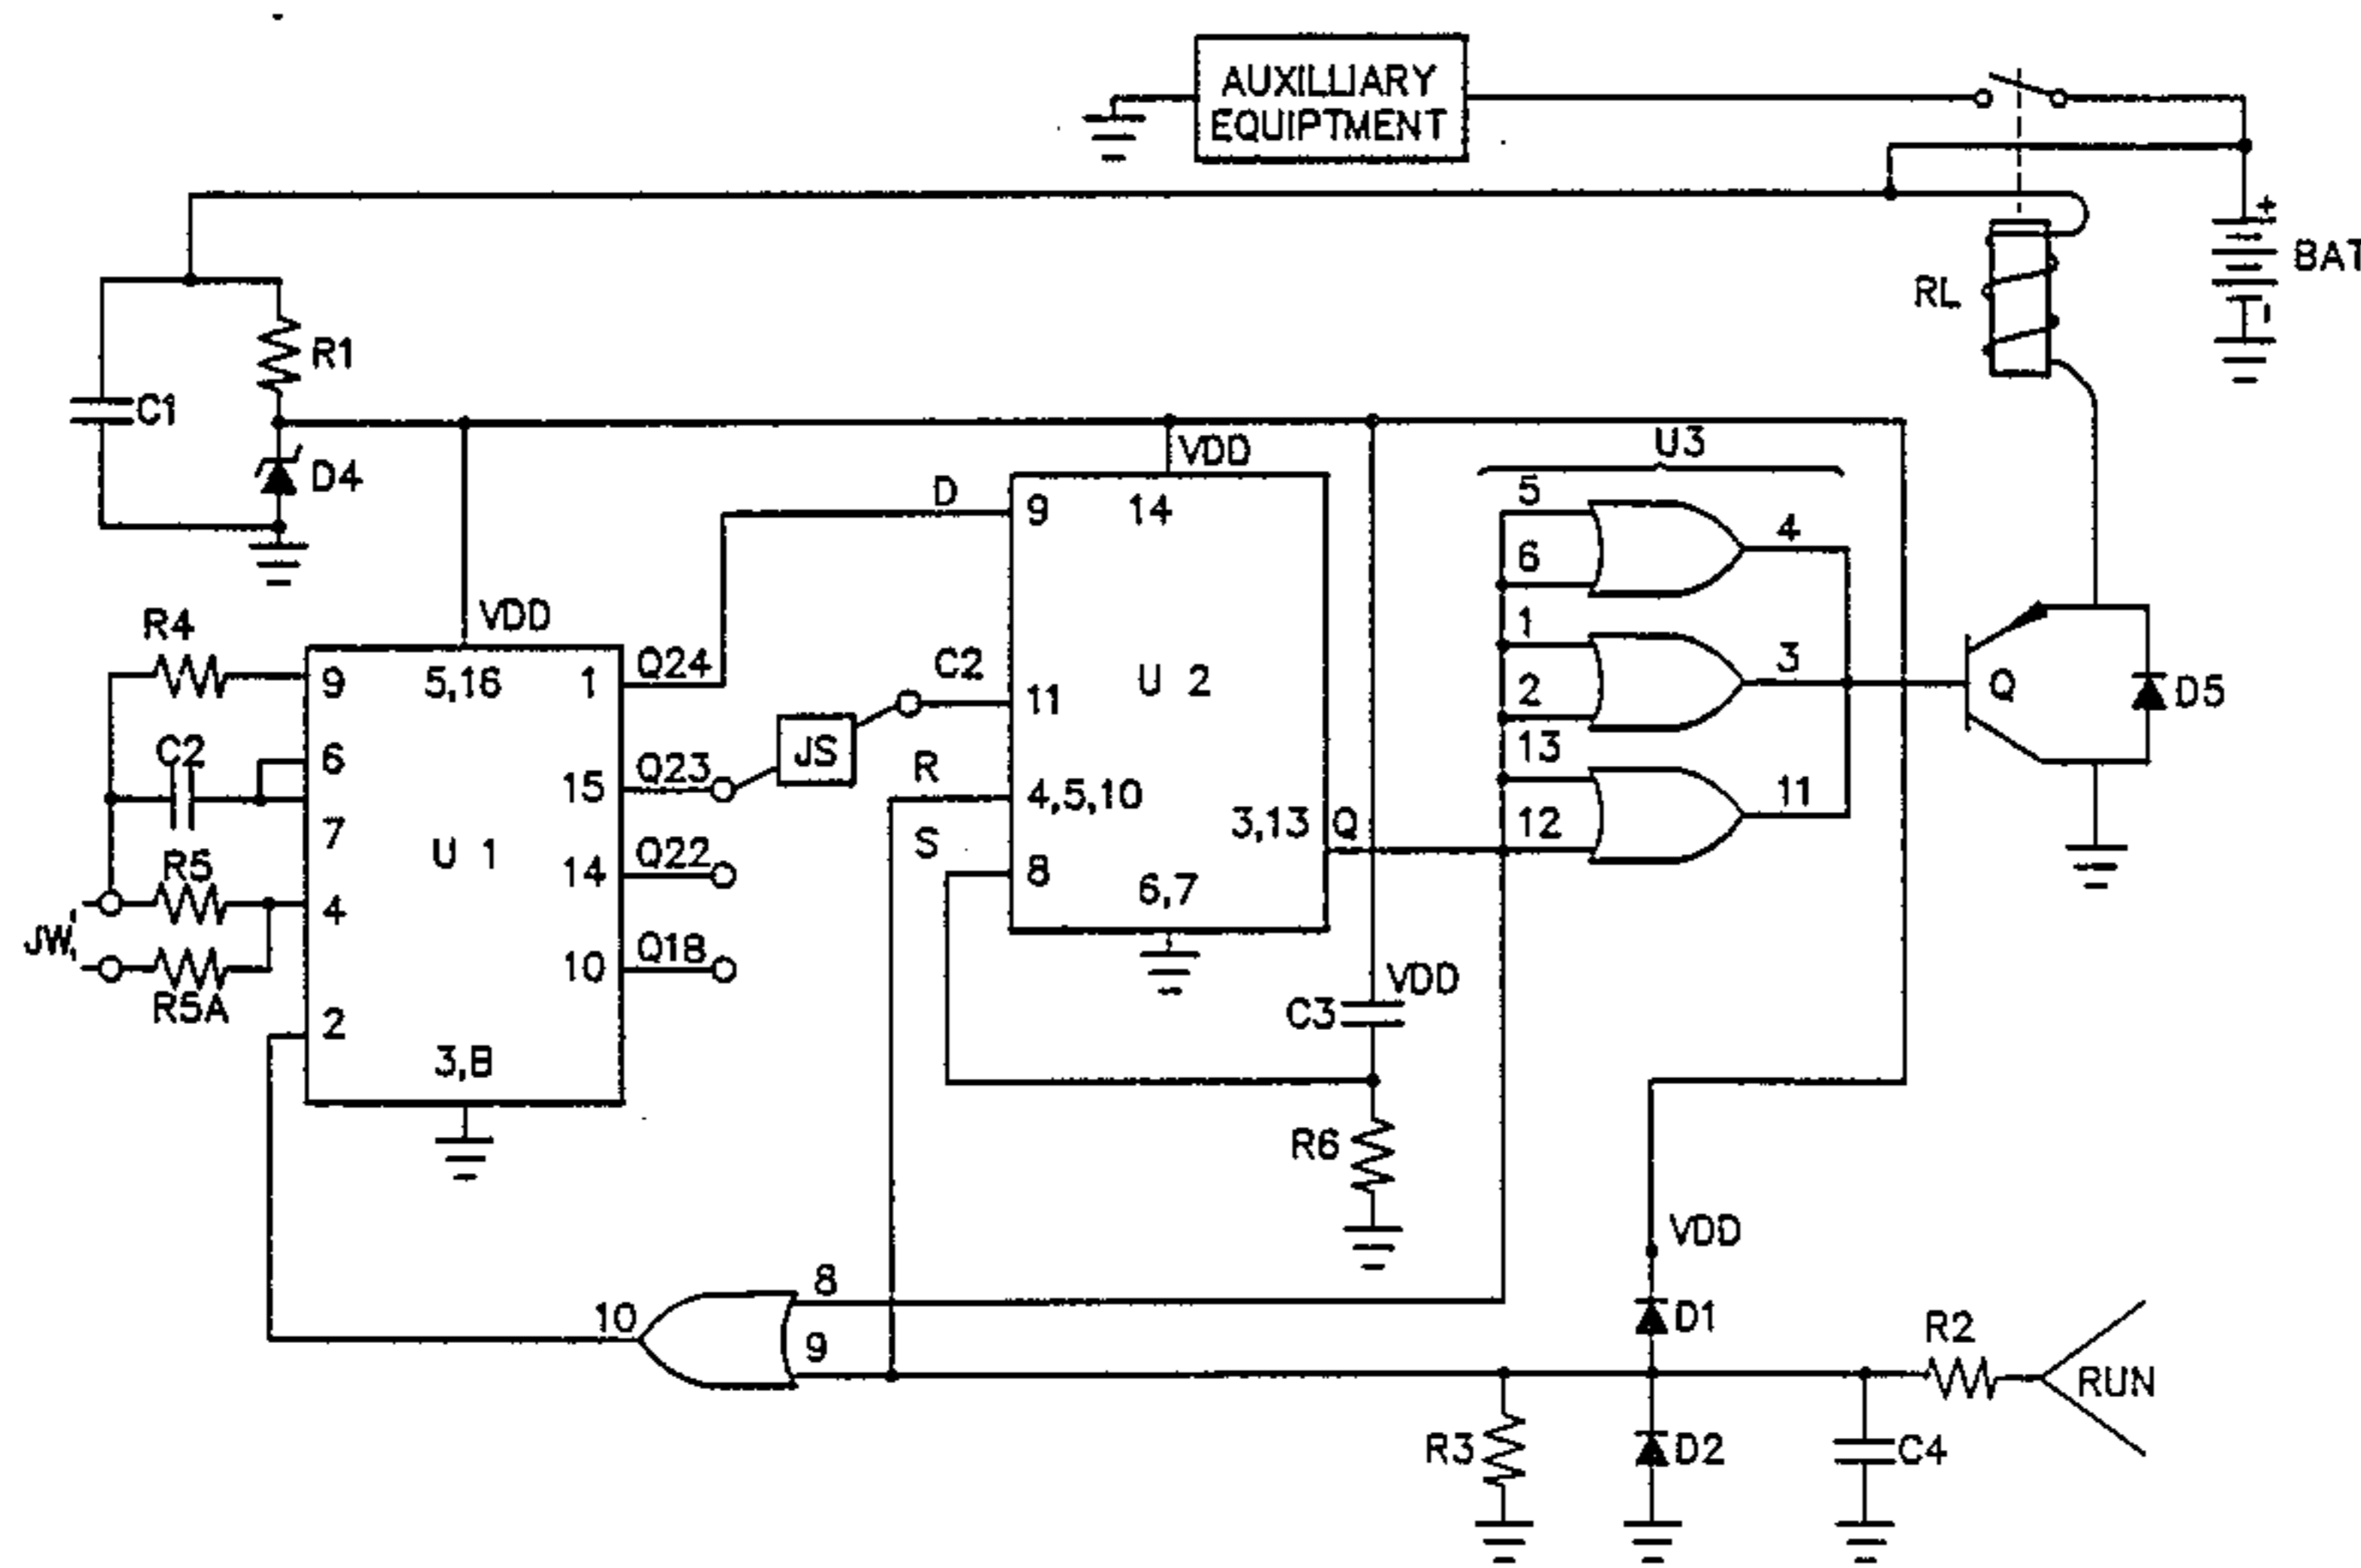 AUXILLIARY
EQUIPTMENT
+
BAT
-
RL
R1
C1
D4
VDD
U3
D
9
14
5
4
6
R4
VDD
1
9
5,16
1
Q24
C2
11
U 2
2
3
Q
D5
C2
6
JS
13
15
Q23
R
4,5,10
11
7
3,13
Q
12
R5
U 1
14
Q22
S
8
6,7
4
JW
10
Q18
VDD
R5A
2
C3
3,8
R6
VDD
8
10
D1
R2
9
RUN
R3
D2
C4